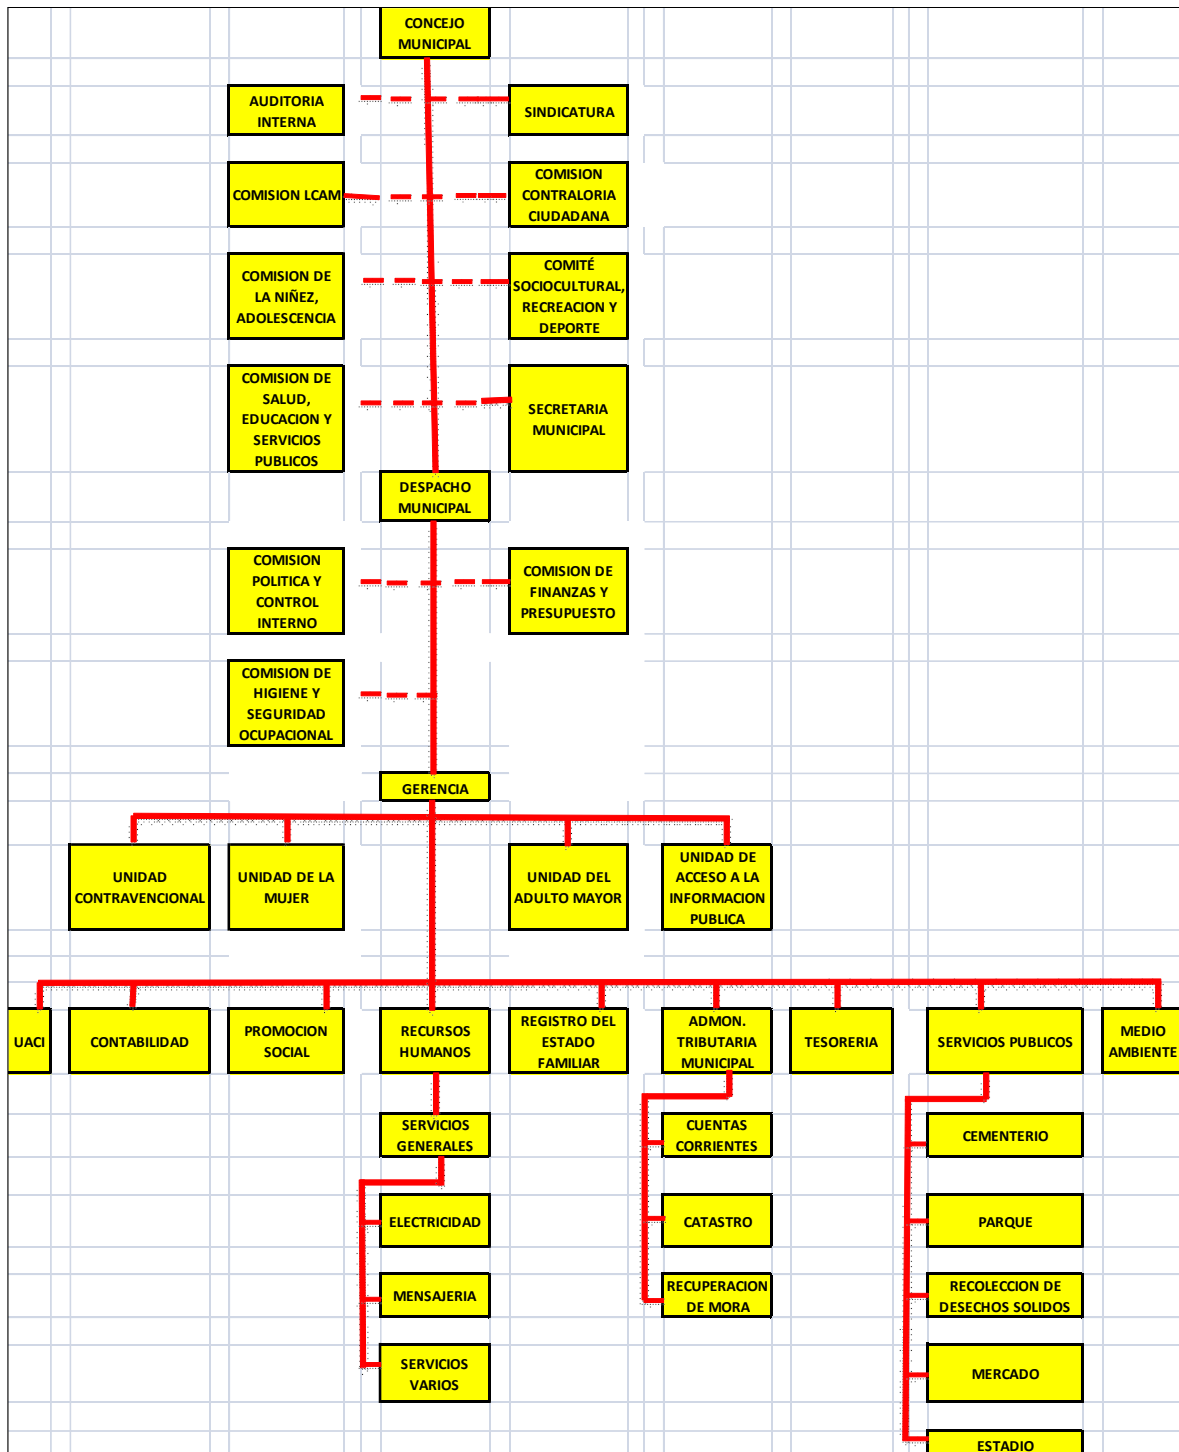 CONCEJO
MUNICIPAL
AUDITORIA
INTERNA
SINDICATURA
COMISION LCAM
COMISION
CONTRALORIA
CIUDADANA
COMISION DE
LA NIÑEZ,
ADOLESCENCIA
COMITÉ
SOCIOCULTURAL,
RECREACION Y
DEPORTE
COMISION DE
SALUD,
EDUCACION Y
SERVICIOS
PUBLICOS
SECRETARIA
MUNICIPAL
DESPACHO
MUNICIPAL
COMISION
POLITICA Y
CONTROL
INTERNO
COMISION DE
FINANZAS Y
PRESUPUESTO
COMISION DE
HIGIENE Y
SEGURIDAD
OCUPACIONAL
GERENCIA
UNIDAD
CONTRAVENCIONAL
UNIDAD DE LA
MUJER
UNIDAD DEL
ADULTO MAYOR
UNIDAD DE
ACCESO A LA
INFORMACION
PUBLICA
UACI
CONTABILIDAD
PROMOCION
SOCIAL
RECURSOS
HUMANOS
REGISTRO DEL
ESTADO
FAMILIAR
ADMON.
TRIBUTARIA
MUNICIPAL
TESORERIA
SERVICIOS PUBLICOS
MEDIO
AMBIENTE
SERVICIOS
GENERALES
CUENTAS
CORRIENTES
CEMENTERIO
ELECTRICIDAD
CATASTRO
PARQUE
MENSAJERIA
RECUPERACION
DE MORA
RECOLECCION DE
DESECHOS SOLIDOS
SERVICIOS
VARIOS
MERCADO
ESTADIO